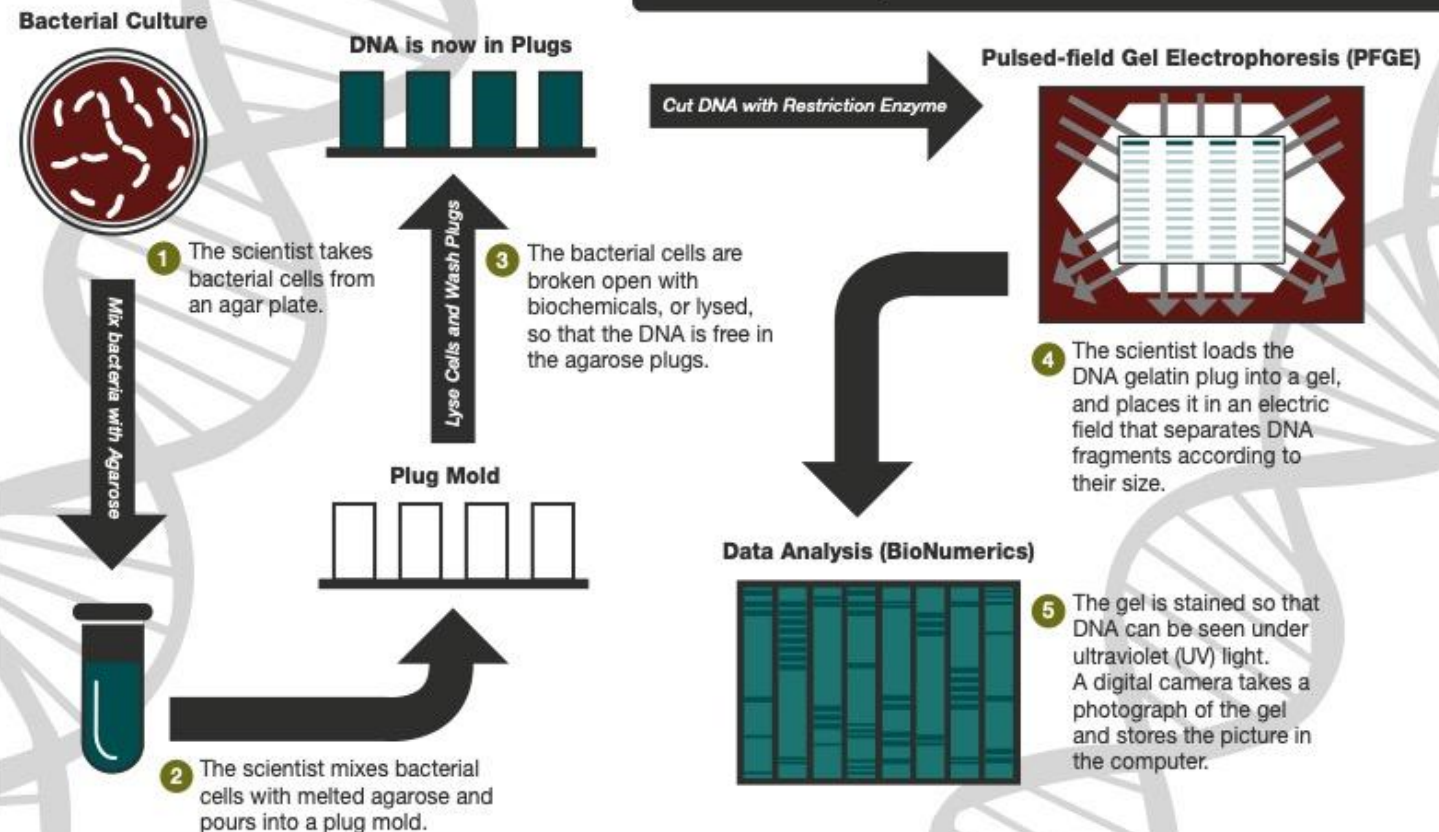 Bacterial Culture
1 The scientist takes
bacterial cells from
an agar plate.
Mix bacteria with Agarose
2 The scientist mixes bacterial
cells with melted agarose and
pours into a plug mold.
Plug Mold
Lyse Cells and Wash Plugs
3 The bacterial cells are
broken open with
biochemicals, or lysed,
so that the DNA is free in
the agarose plugs.
DNA is now in Plugs
Cut DNA with Restriction Enzyme
Pulsed-field Gel Electrophoresis (PFGE)
4 The scientist loads the
DNA gelatin plug into a gel,
and places it in an electric
field that separates DNA
fragments according to
their size.
Data Analysis (BioNumerics)
5 The gel is stained so that
DNA can be seen under
ultraviolet (UV) light.
A digital camera takes a
photograph of the gel
and stores the picture in
the computer.